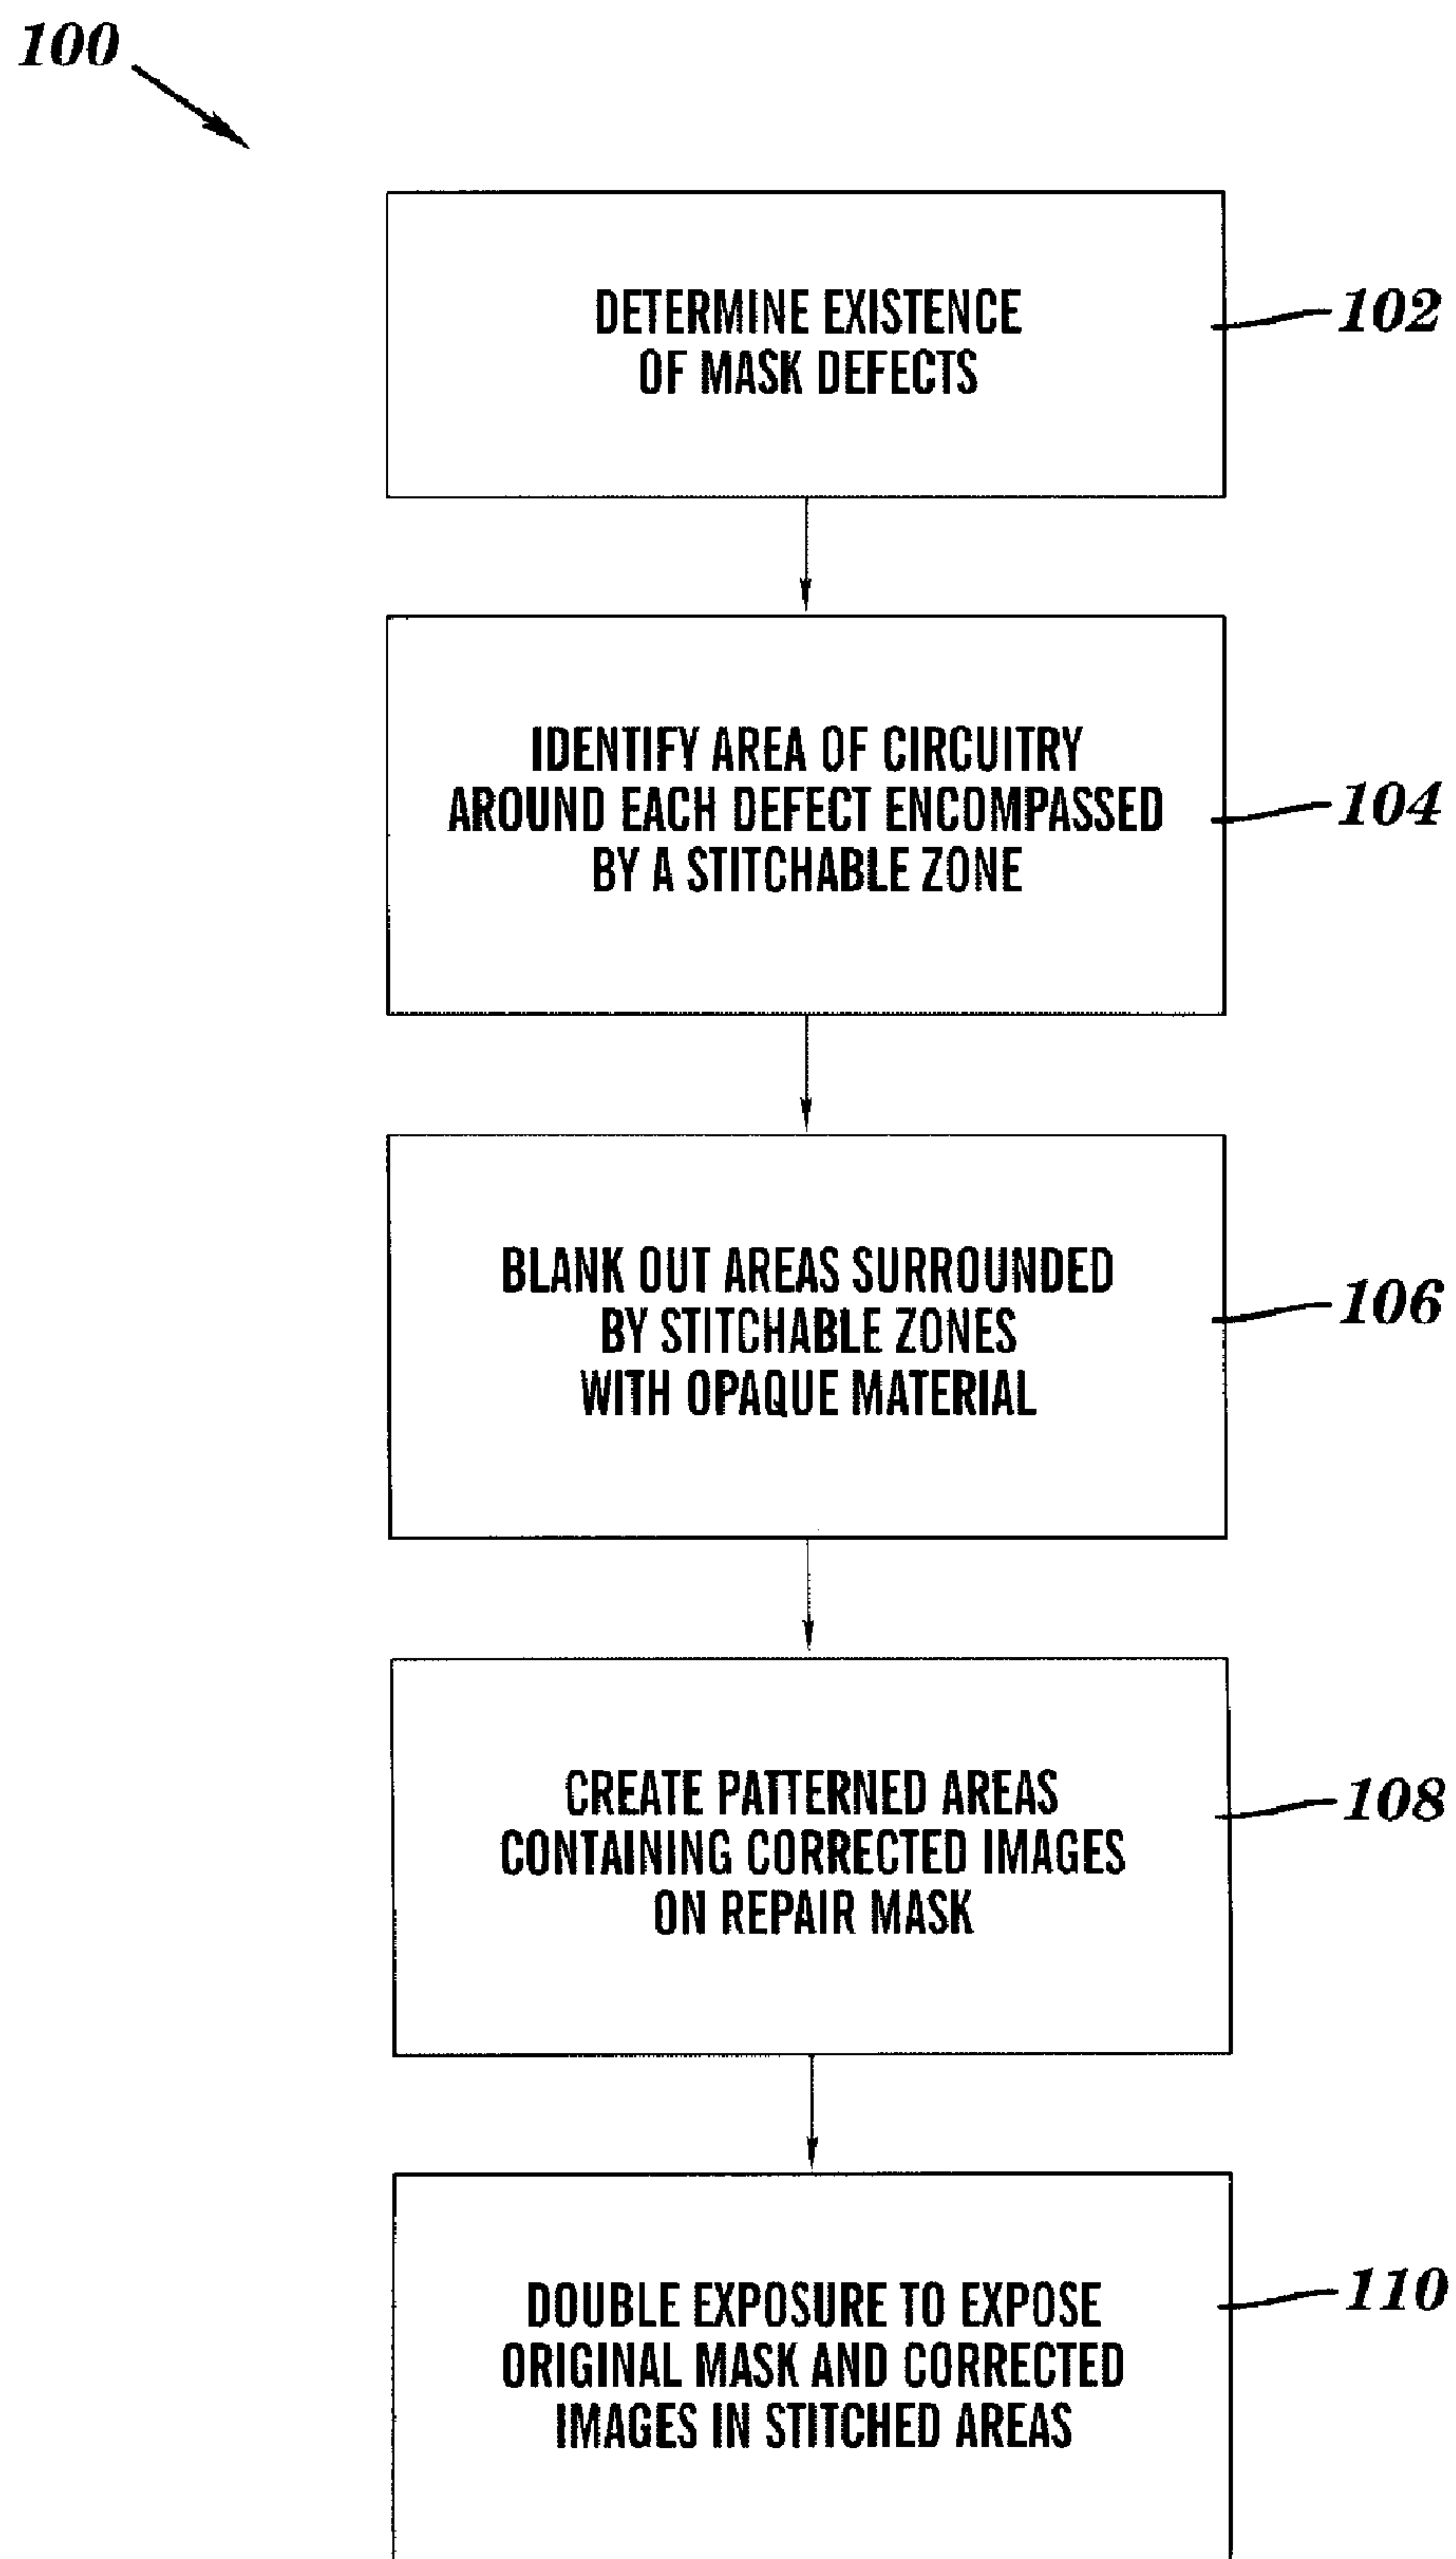 100
DETERMINE EXISTENCE
OF MASK DEFECTS
102
IDENTIFY AREA OF CIRCUITRY
AROUND EACH DEFECT ENCOMPASSED
BY A STITCHABLE ZONE
104
BLANK OUT AREAS SURROUNDED
BY STITCHABLE ZONES
WITH OPAQUE MATERIAL
106
CREATE PATTERNED AREAS
CONTAINING CORRECTED IMAGES
ON REPAIR MASK
108
DOUBLE EXPOSURE TO EXPOSE
ORIGINAL MASK AND CORRECTED
IMAGES IN STITCHED AREAS
110